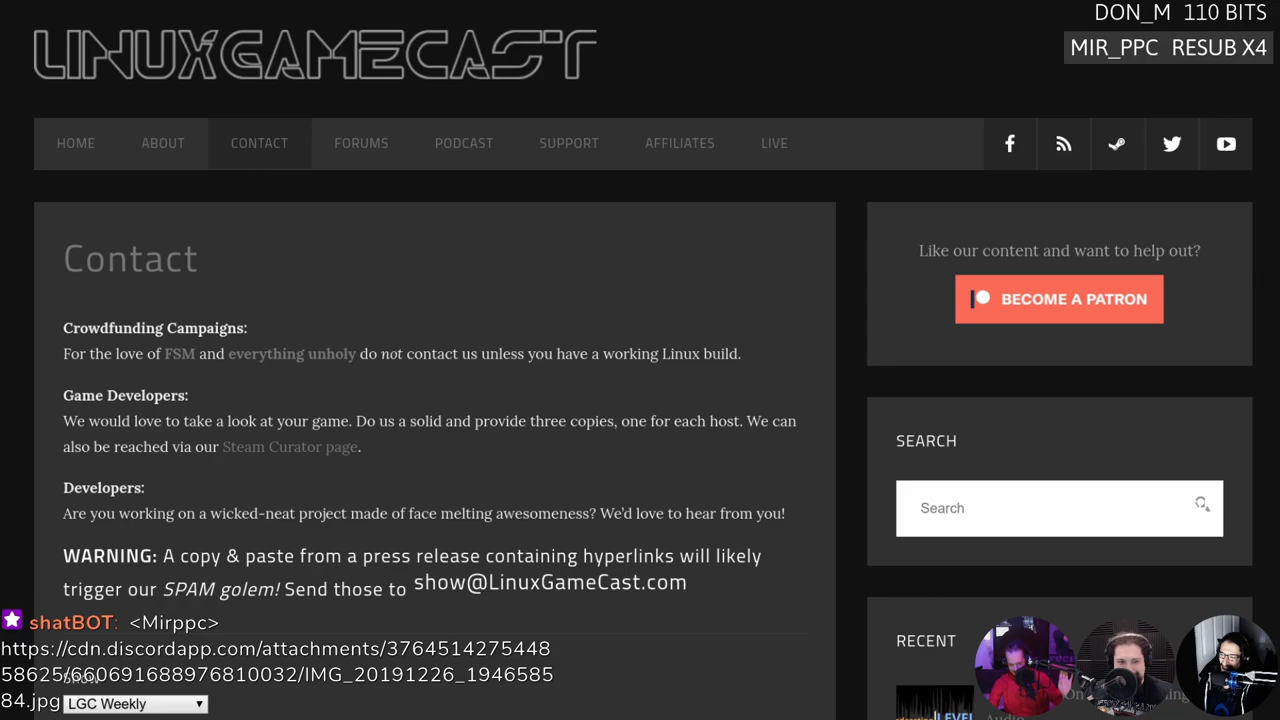 DON_M 110 BITS
MIR_PPC RESUB X4
LINUXGAMECAST
HOME ABOUT CONTACT FORUMS PODCAST SUPPORT AFFILIATES LIVE
Contact
Crowdfunding Campaigns:
For the love of FSM and everything unholy do not contact us unless you have a working Linux build.
Game Developers:
We would love to take a look at your game. Do us a solid and provide three copies, one for each host. We can
also be reached via our Steam Curator page.
Developers:
Are you working on a wicked-neat project made of face melting awesomeness? We'd love to hear from you!
WARNING: A copy & paste from a press release containing hyperlinks will likely
trigger our SPAM golem! Send those to show@LinuxGameCast.com
shatBOT: <Mirppc>
https://cdn.discordapp.com/attachments/3764514275448
58625/660691688976810032/IMG_20191226_1946585
84.jpg
LGC Weekly
Like our content and want to help out?
BECOME A PATRON
SEARCH
Search
RECENT
LEVEL
Audio